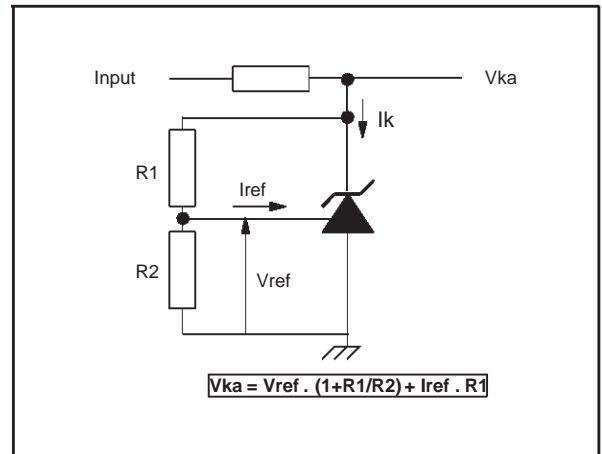 Input
Vka
Ik
R1
Iref
R2
Vref
Vka = Vref . (1+R1/R2) + Iref . R1